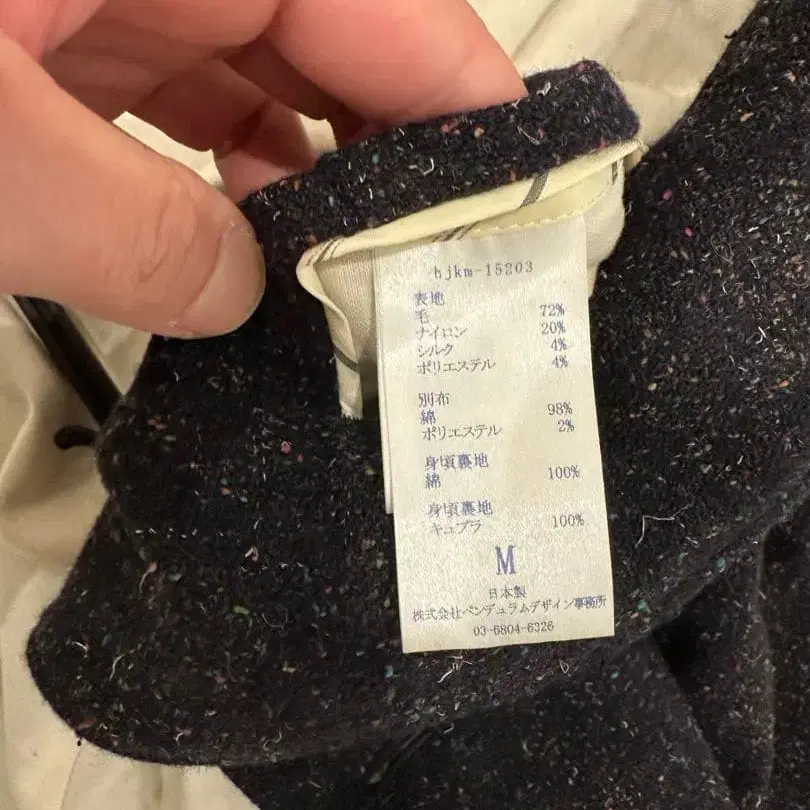 hjkm-15203
表地
毛 72%
ナイロン 20%
シルク 4%
ポリエステル 4%
別布
綿 98%
ポリエステル 2%
身頃裏地
綿 100%
身頃裏地
キュプラ 100%
M
日本製
株式会社ペンデュラムデザイン事務所
03-6804-6326